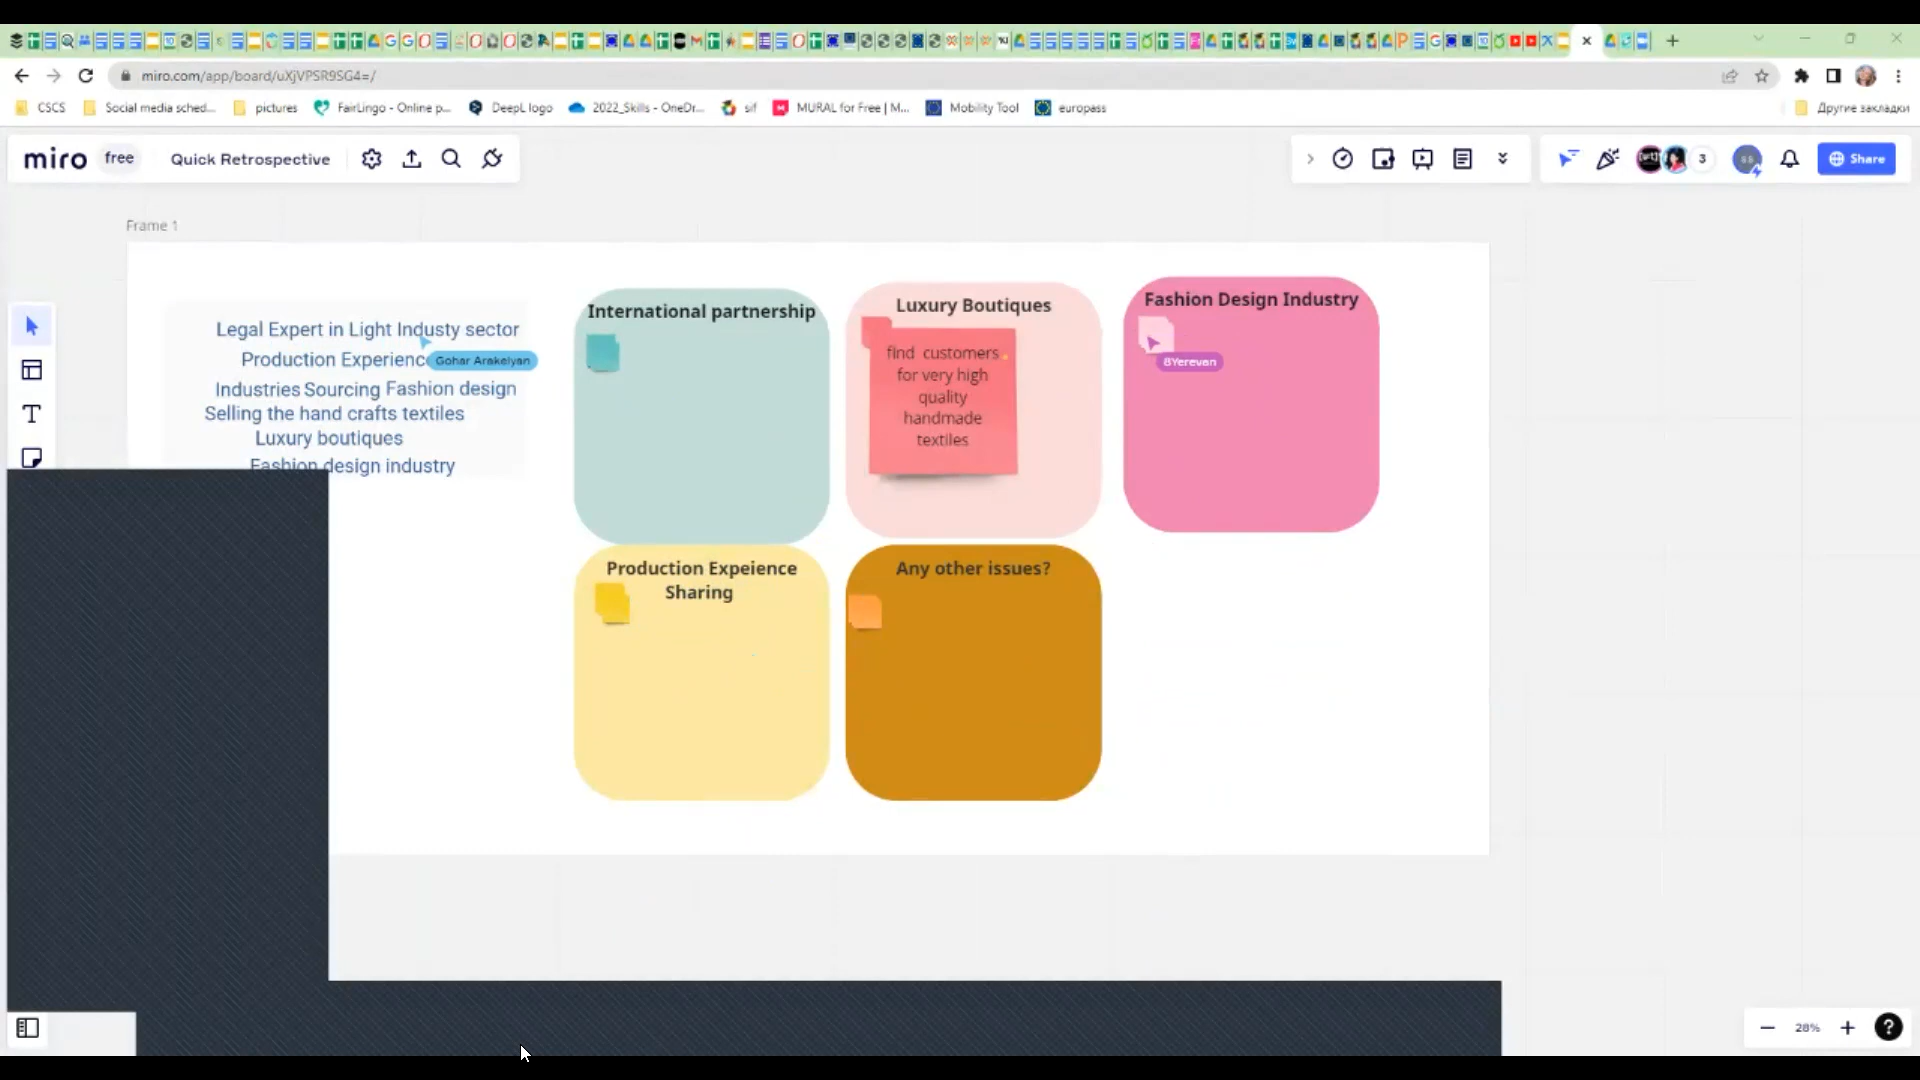 miro.com/app/board/uXjVPSR9SG4=/
CSCS
Social media sched...
pictures
FairLingo - Online p...
DeepL logo
2022_Skills - OneDr...
sif
MURAL for Free | M...
Mobility Tool
europass
Другие закладки
miro
free
Quick Retrospective
3
Share
Frame 1
Legal Expert in Light Industy sector
Production Experienc
Gohar Arakelyan
Industries Sourcing Fashion design
Selling the hand crafts textiles
Luxury boutiques
Fashion design industry
International partnership
Luxury Boutiques
find customers
for very high
quality
handmade
textiles
Fashion Design Industry
8Yerevan
Production Expeience
Sharing
Any other issues?
28%